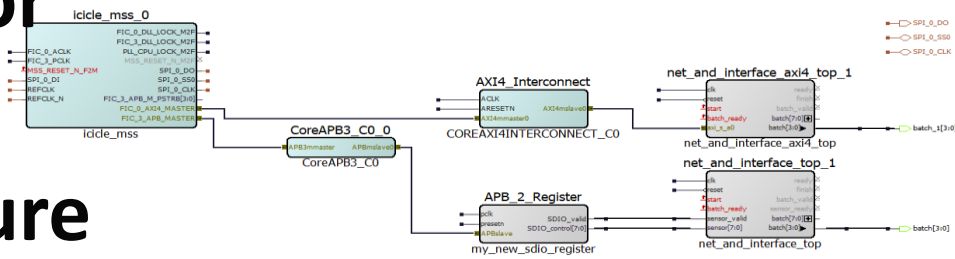 or
ure
icicle_mss_0
FIC_0_DLL_LOCK_M2F
FIC_3_DLL_LOCK_M2F
FIC_0_ACLK PLL_CPU_LOCK_M2F
FIC_3_PCLK MSS_RESET_N_M2F
MSS_RESET_N_F2M SPI_0_DO
SPI_0_DI SPI_0_SS0
REFCLK SPI_0_CLK
REFCLK_N FIC_3_APB_M_PSTRB[3:0]
FIC_0_AXI4_MASTER
FIC_3_APB_MASTER
icicle_mss
CoreAPB3_C0_0
APB3mmaster APBmslave0
CoreAPB3_C0
AXI4_Interconnect
ACLK
ARESETN AXI4mslave0
AXI4mmaster0
COREAXI4INTERCONNECT_C0
APB_2_Register
pclk
presetn SDIO_valid
APBslave SDIO_control[7:0]
my_new_sdio_register
net_and_interface_axi4_top_1
clk ready
reset finish
start batch_valid
batch_ready batch[7:0]
axi_s_s0 batch[3:0]
net_and_interface_axi4_top
net_and_interface_top_1
clk ready
reset finish
start batch_valid
batch_ready sensor_ready
sensor_valid batch[7:0]
sensor[7:0] batch[3:0]
net_and_interface_top
SPI_0_DO
SPI_0_SS0
SPI_0_CLK
batch_1[3:0]
batch[3:0]